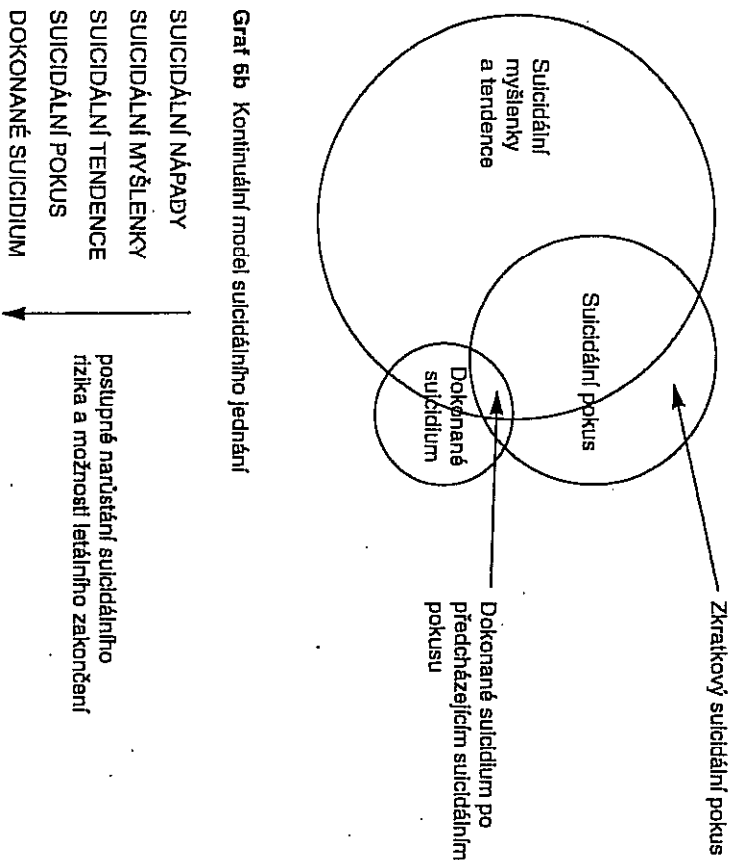 Zkratkový suicidální pokus
Suicidální
myšlenky
a tendence
Suicidální pokus
Dokonané
suicidium
Dokonané suicidium po
předcházejícím suicidálním
pokusu
Graf 6b Kontinuální model suicidálního jednání
SUICIDÁLNÍ NÁPADY
SUICIDÁLNÍ MYŠLENKY
SUICIDÁLNÍ TENDENCE
SUICIDÁLNÍ POKUS
DOKONANÉ SUICIDIUM
postupné narůstání suicidálního
rizika a možnosti letálního zakončení